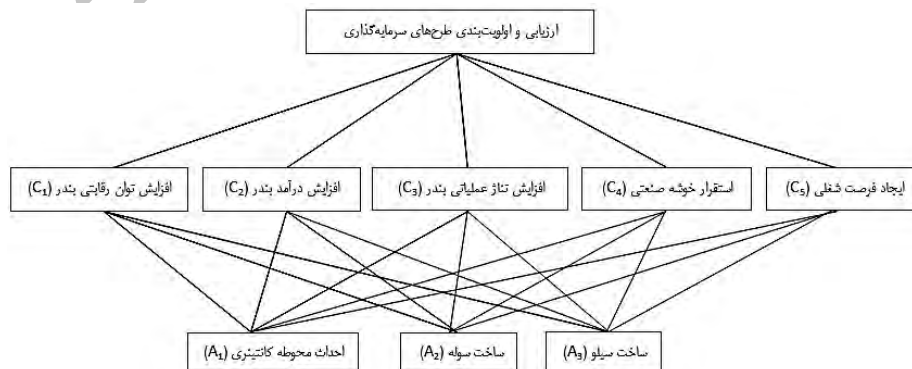 ارزیابی و اولویت‌بندی طرح‌های سرمایه‌گذاری
افزایش توان رقابتی بندر (C₁)
افزایش درآمد بندر (C₂)
افزایش تناژ عملیاتی بندر (C₃)
استقرار خوشه صنعتی (C₄)
ایجاد فرصت شغلی (C₅)
احداث محوطه کانتینری (A₁)
ساخت سوله (A₂)
ساخت سیلو (A₃)